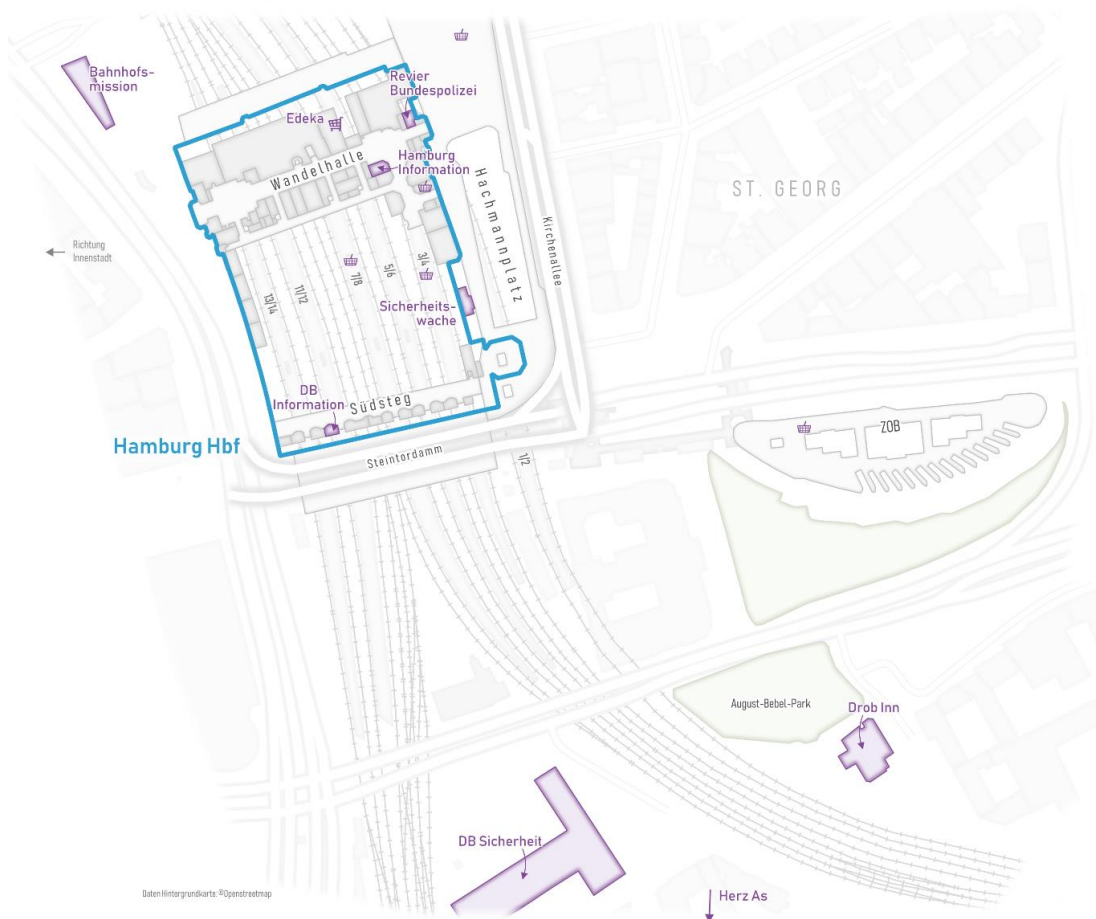 Bahnhofs-
mission
Revier
Bundespolizei
Edeka
Hamburg
Information
Wandelhalle
ST. GEORG
Hachmannplatz
Kirchenallee
Richtung
Innenstadt
3/4
5/6
7/8
11/12
13/14
Sicherheits-
wache
DB
Information
Südsteg
Hamburg Hbf
ZOB
Steintordamm
1/2
August-Bebel-Park
Drob Inn
DB Sicherheit
Herz As
Daten Hintergrundkarte: ©Openstreetmap